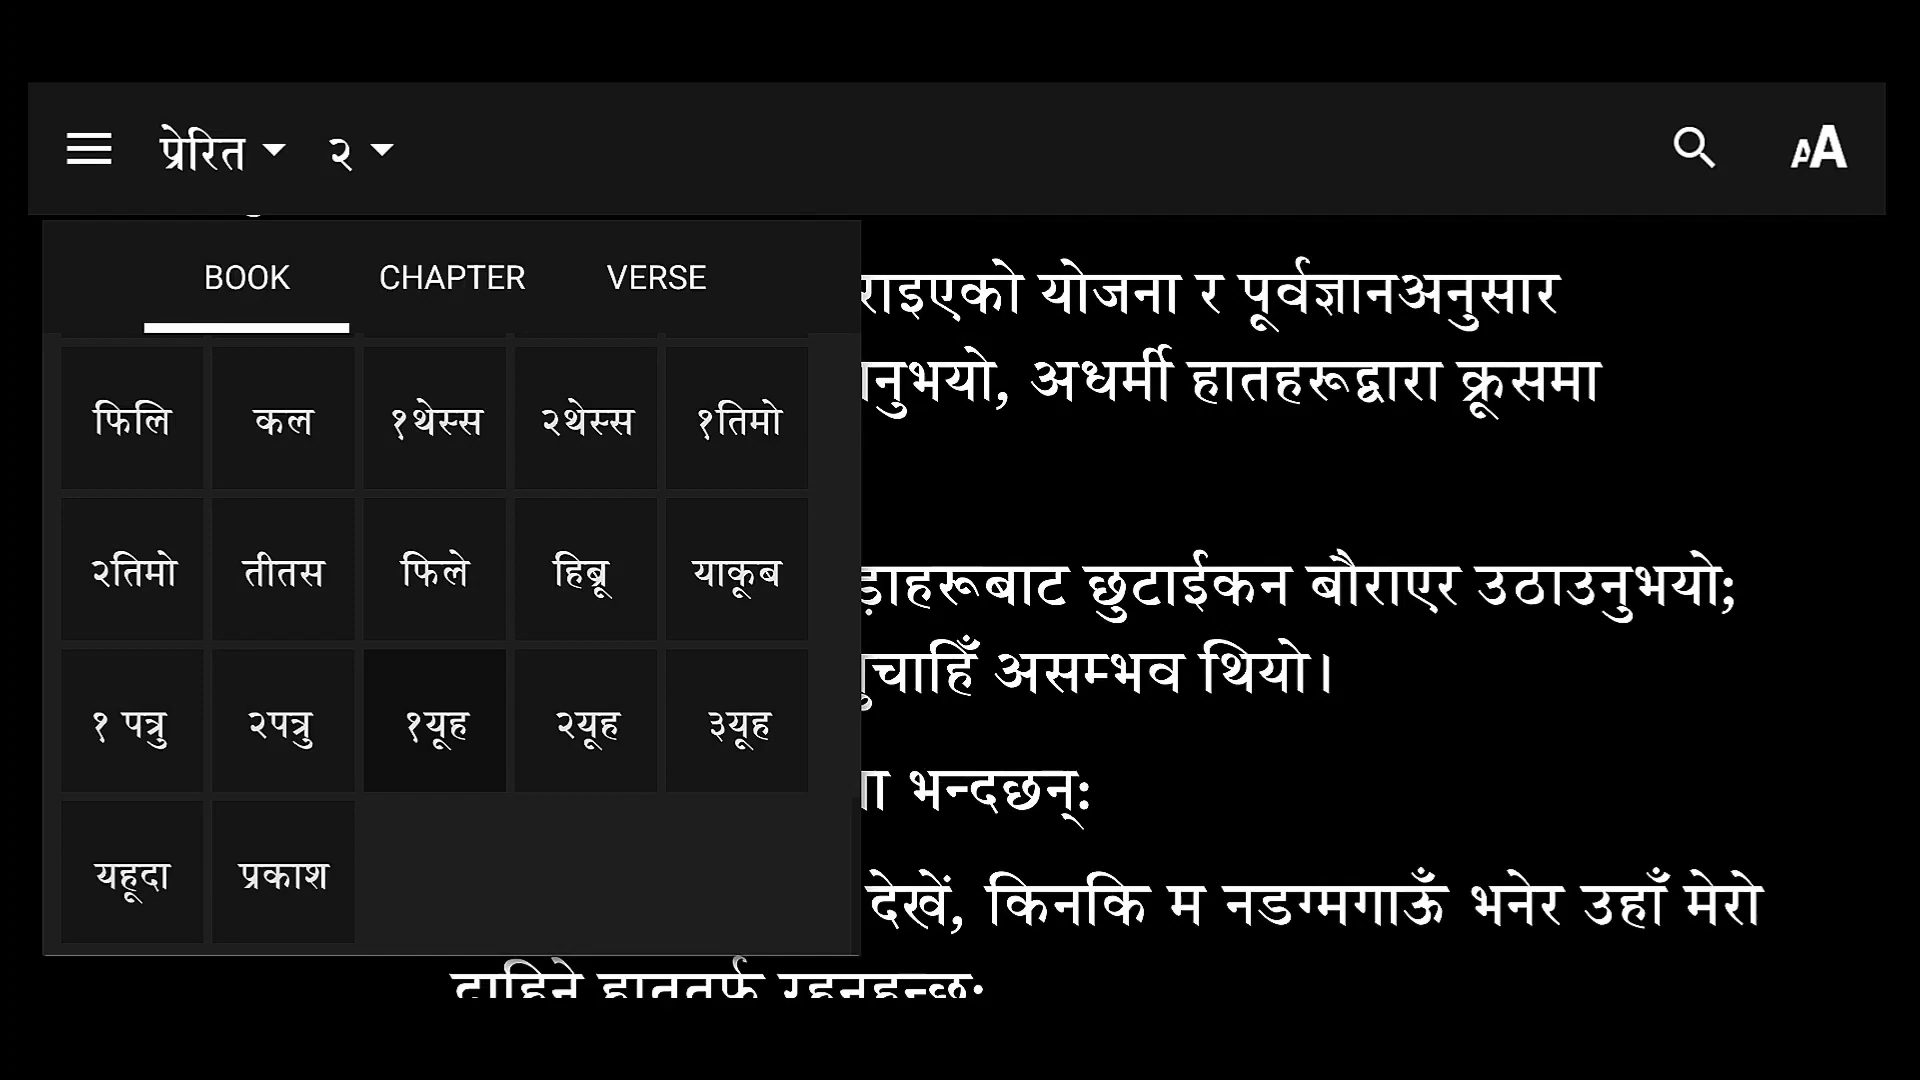 प्रेरित २
BOOK CHAPTER VERSE
फिलि कल १थेस्स २थेस्स १तिमो
२तिमो तीतस फिले हिब्रू याकूब
१ पत्रु २पत्रु १यूह २यूह ३यूह
यहूदा प्रकाश
राइएको योजना र पूर्वज्ञानअनुसार
नुभयो, अधर्मी हातहरूद्वारा क्रूसमा
ड़ाहरूबाट छुटाईकन बौराएर उठाउनुभयो;
ुचाहिँ असम्भव थियो।
ा भन्दछन्:
देखें, किनकि म नडग्मगाऊँ भनेर उहाँ मेरो
दाहिने हाततर्फ रहनुहुन्छ;